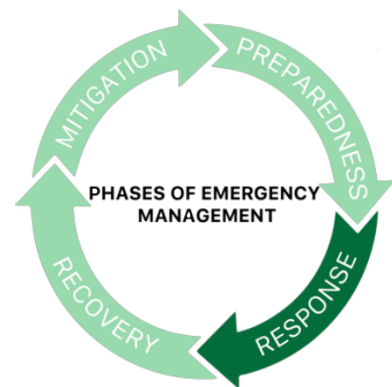 MITIGATION
PREPAREDNESS
PHASES OF EMERGENCY
MANAGEMENT
RECOVERY
RESPONSE